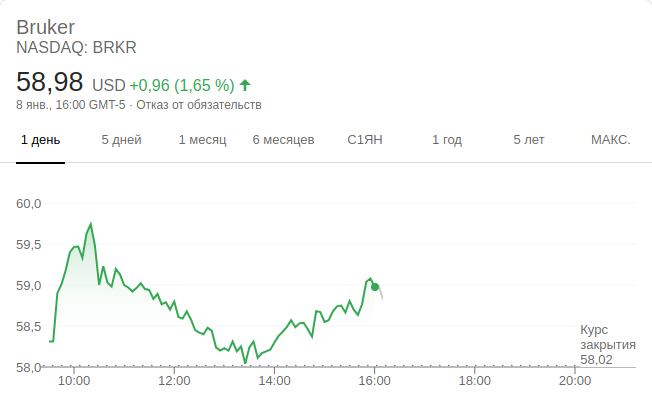 Bruker
NASDAQ: BRKR
58,98 USD +0,96 (1,65 %)
8 янв., 16:00 GMT-5 · Отказ от обязательств
1 день 5 дней 1 месяц 6 месяцев С1ЯН 1 год 5 лет МАКС.
60,0
59,5
59,0
58,5
Курс
закрытия
58,02
58,0
10:00 12:00 14:00 16:00 18:00 20:00